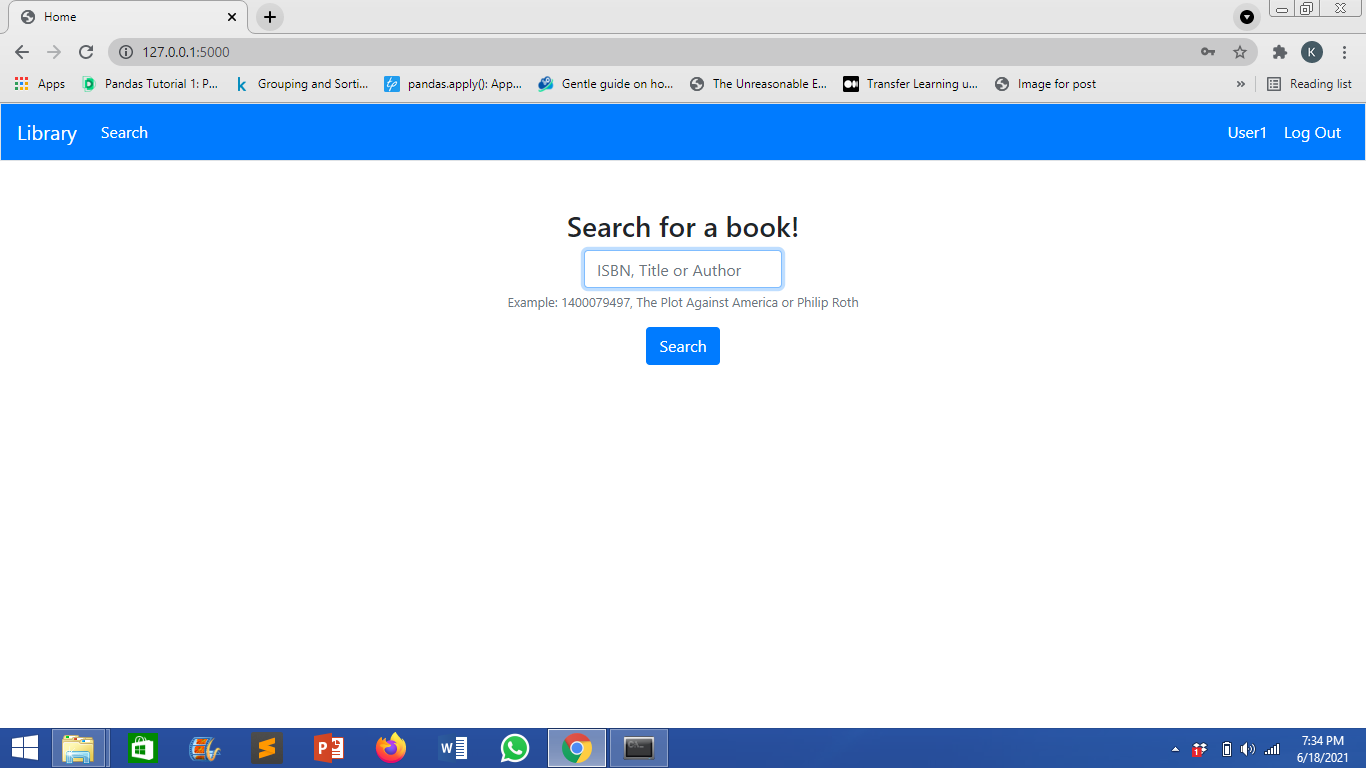 Home
127.0.0.1:5000
K
Apps
Pandas Tutorial 1: P...
Grouping and Sorti...
pandas.apply(): App...
Gentle guide on ho...
The Unreasonable E...
Transfer Learning u...
Image for post
»
Reading list
Library
Search
User1
Log Out
Search for a book!
ISBN, Title or Author
Example: 1400079497, The Plot Against America or Philip Roth
Search
7:34 PM
6/18/2021